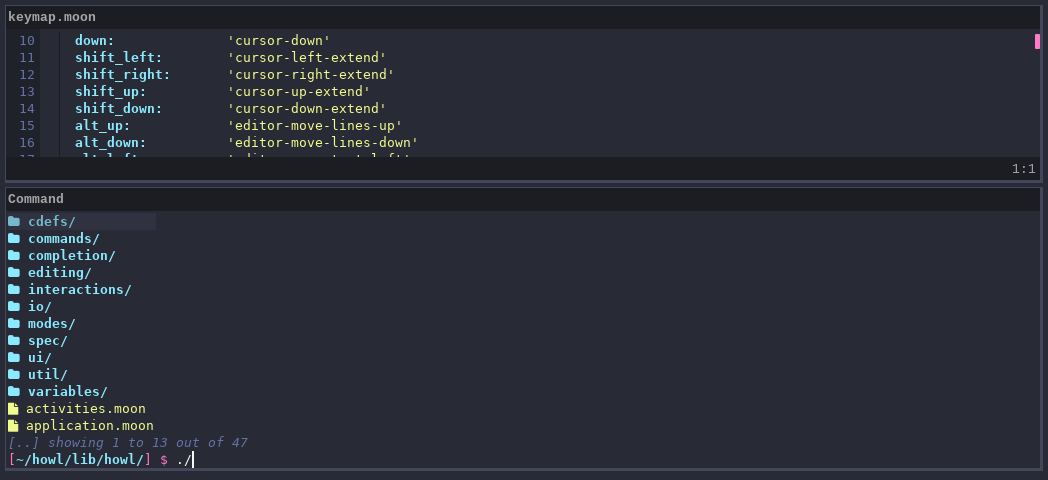 keymap.moon
10 down: 'cursor-down'
11 shift_left: 'cursor-left-extend'
12 shift_right: 'cursor-right-extend'
13 shift_up: 'cursor-up-extend'
14 shift_down: 'cursor-down-extend'
15 alt_up: 'editor-move-lines-up'
16 alt_down: 'editor-move-lines-down'
1:1
Command
cdefs/
commands/
completion/
editing/
interactions/
io/
modes/
spec/
ui/
util/
variables/
activities.moon
application.moon
[..] showing 1 to 13 out of 47
[~/howl/lib/howl/] $ ./